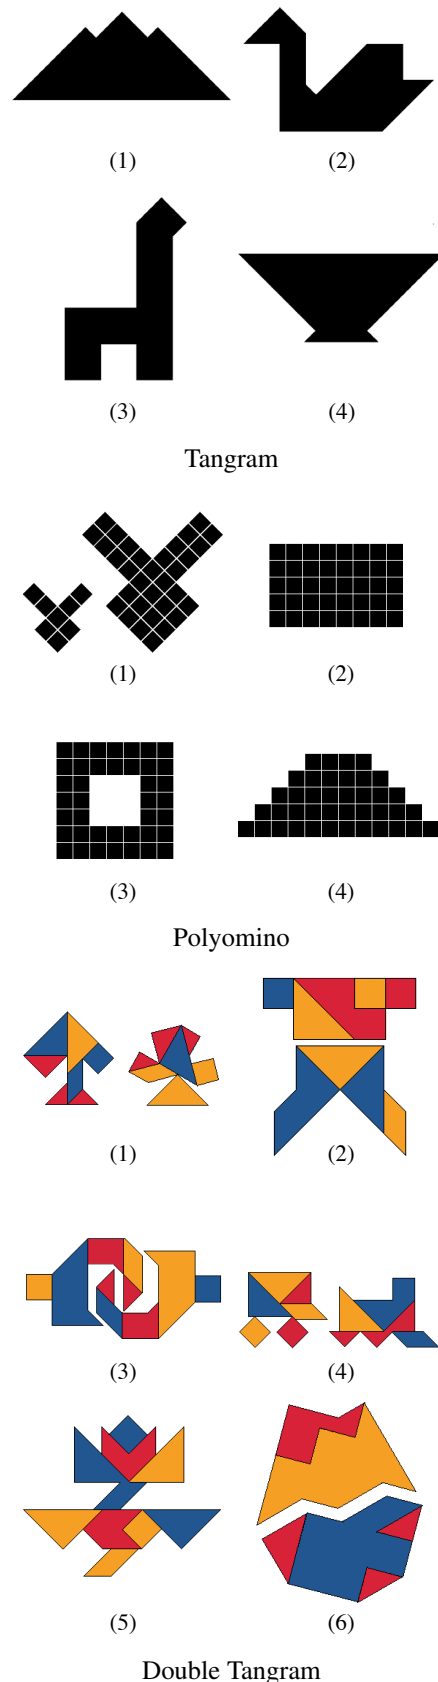 (1) (2)
(3) (4)
Tangram
(1) (2)
(3) (4)
Polyomino
(1) (2)
(3) (4)
(5) (6)
Double Tangram